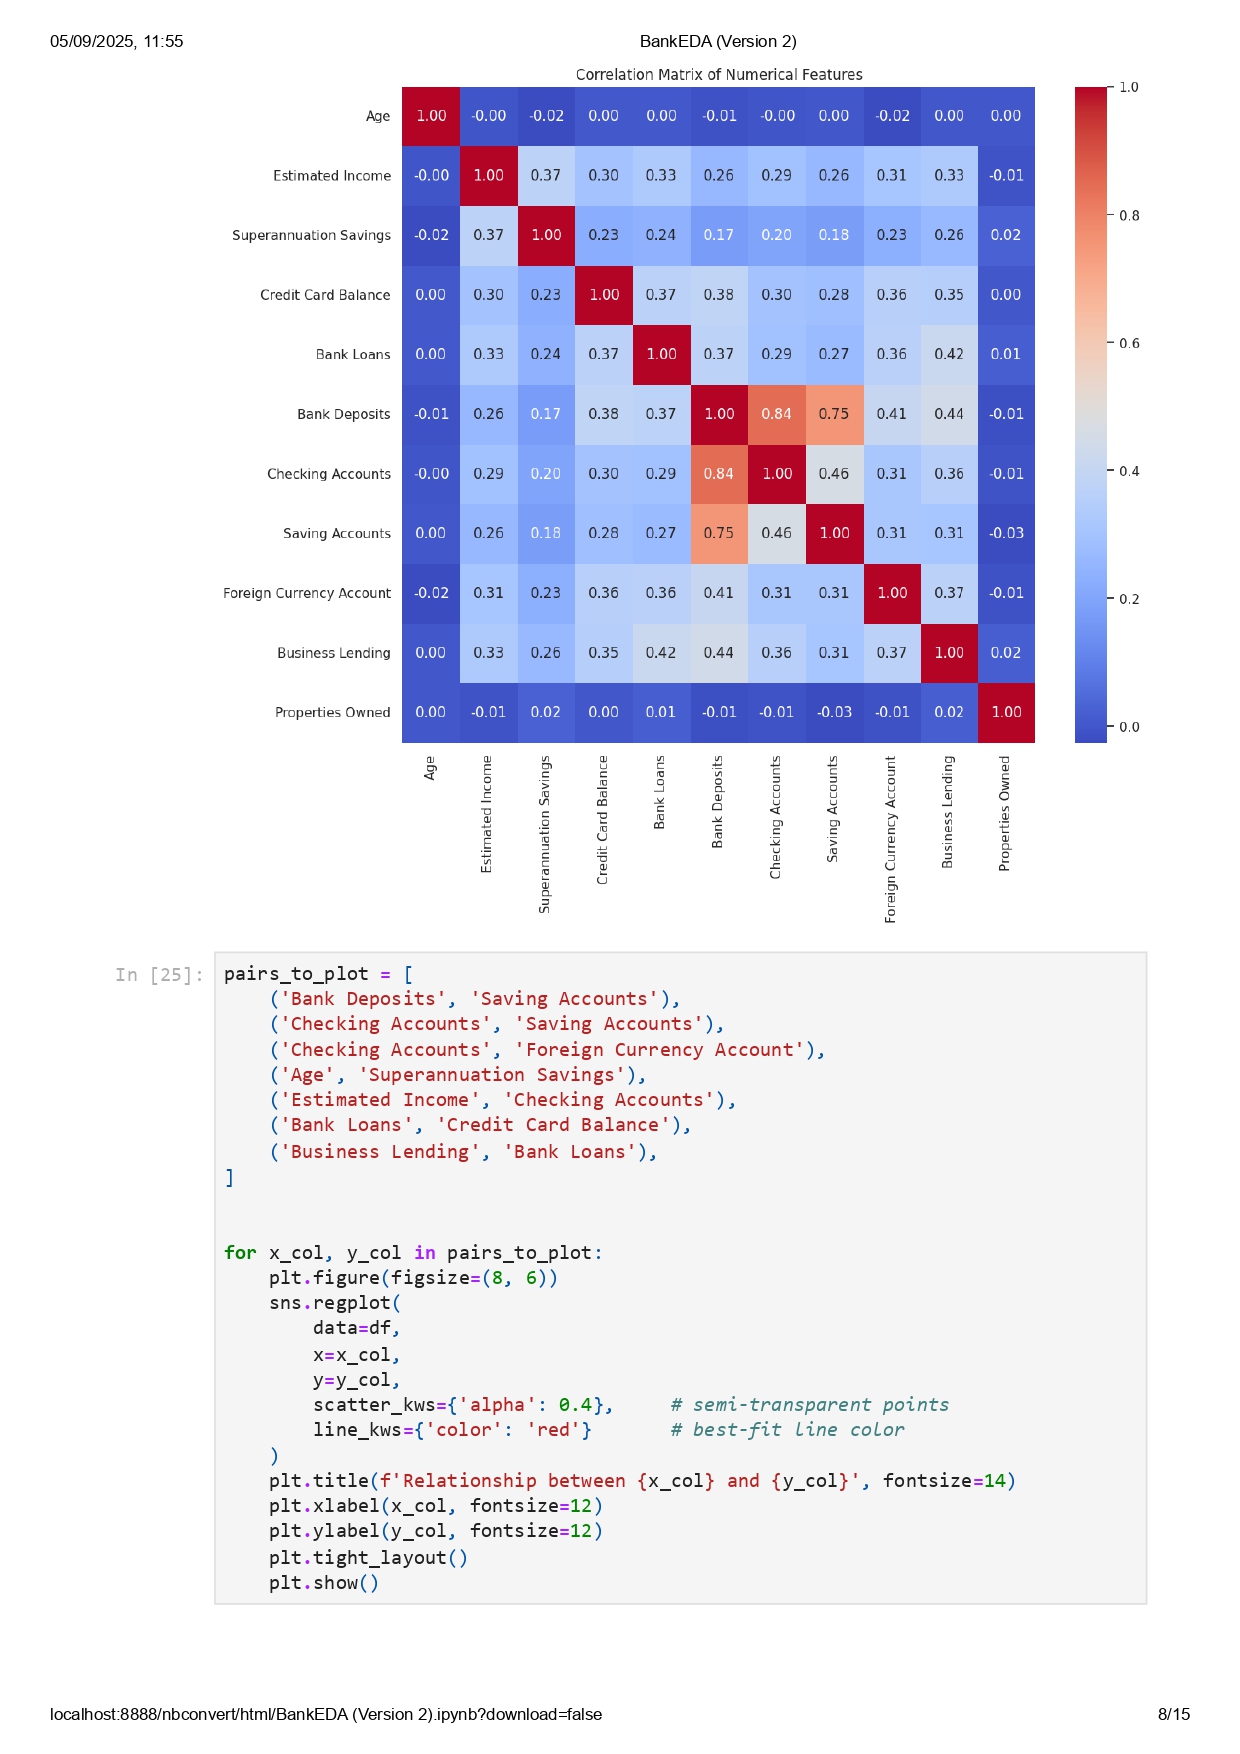 05/09/2025, 11:55 BankEDA (Version 2)
Correlation Matrix of Numerical Features
Age 1.00 -0.00 -0.02 0.00 0.00 -0.01 -0.00 0.00 -0.02 0.00 0.00
Estimated Income -0.00 1.00 0.37 0.30 0.33 0.26 0.29 0.26 0.31 0.33 -0.01
Superannuation Savings -0.02 0.37 1.00 0.23 0.24 0.17 0.20 0.18 0.23 0.26 0.02
Credit Card Balance 0.00 0.30 0.23 1.00 0.37 0.38 0.30 0.28 0.36 0.35 0.00
Bank Loans 0.00 0.33 0.24 0.37 1.00 0.37 0.29 0.27 0.36 0.42 0.01
Bank Deposits -0.01 0.26 0.17 0.38 0.37 1.00 0.84 0.75 0.41 0.44 -0.01
Checking Accounts -0.00 0.29 0.20 0.30 0.29 0.84 1.00 0.46 0.31 0.36 -0.01
Saving Accounts 0.00 0.26 0.18 0.28 0.27 0.75 0.46 1.00 0.31 0.31 -0.03
Foreign Currency Account -0.02 0.31 0.23 0.36 0.36 0.41 0.31 0.31 1.00 0.37 -0.01
Business Lending 0.00 0.33 0.26 0.35 0.42 0.44 0.36 0.31 0.37 1.00 0.02
Properties Owned 0.00 -0.01 0.02 0.00 0.01 -0.01 -0.01 -0.03 -0.01 0.02 1.00
Age
Estimated Income
Superannuation Savings
Credit Card Balance
Bank Loans
Bank Deposits
Checking Accounts
Saving Accounts
Foreign Currency Account
Business Lending
Properties Owned
1.0
0.8
0.6
0.4
0.2
0.0
In [25]: pairs_to_plot = [
    ('Bank Deposits', 'Saving Accounts'),
    ('Checking Accounts', 'Saving Accounts'),
    ('Checking Accounts', 'Foreign Currency Account'),
    ('Age', 'Superannuation Savings'),
    ('Estimated Income', 'Checking Accounts'),
    ('Bank Loans', 'Credit Card Balance'),
    ('Business Lending', 'Bank Loans'),
]
for x_col, y_col in pairs_to_plot:
    plt.figure(figsize=(8, 6))
    sns.regplot(
        data=df,
        x=x_col,
        y=y_col,
        scatter_kws={'alpha': 0.4},     # semi-transparent points
        line_kws={'color': 'red'}       # best-fit line color
    )
    plt.title(f'Relationship between {x_col} and {y_col}', fontsize=14)
    plt.xlabel(x_col, fontsize=12)
    plt.ylabel(y_col, fontsize=12)
    plt.tight_layout()
    plt.show()
localhost:8888/nbconvert/html/BankEDA (Version 2).ipynb?download=false 8/15